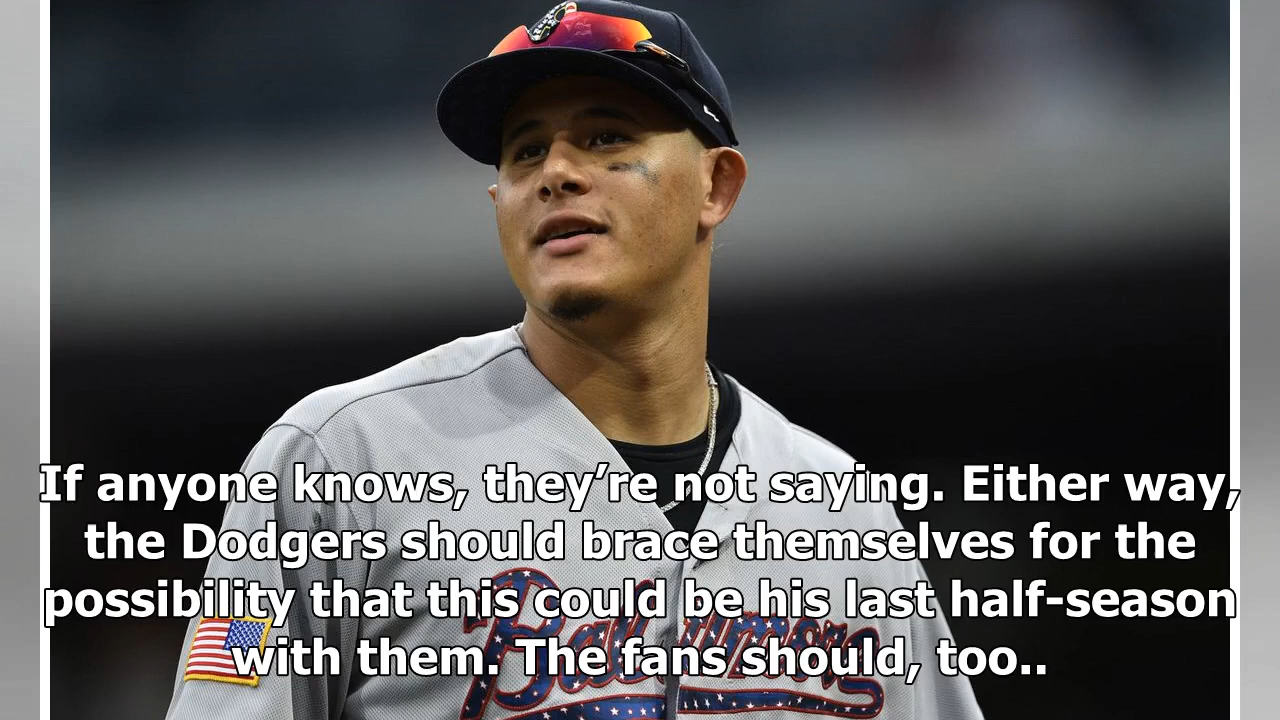 If anyone knows, they’re not saying. Either way,
the Dodgers should brace themselves for the
possibility that this could be his last half-season
with them. The fans should, too..
Baltimore